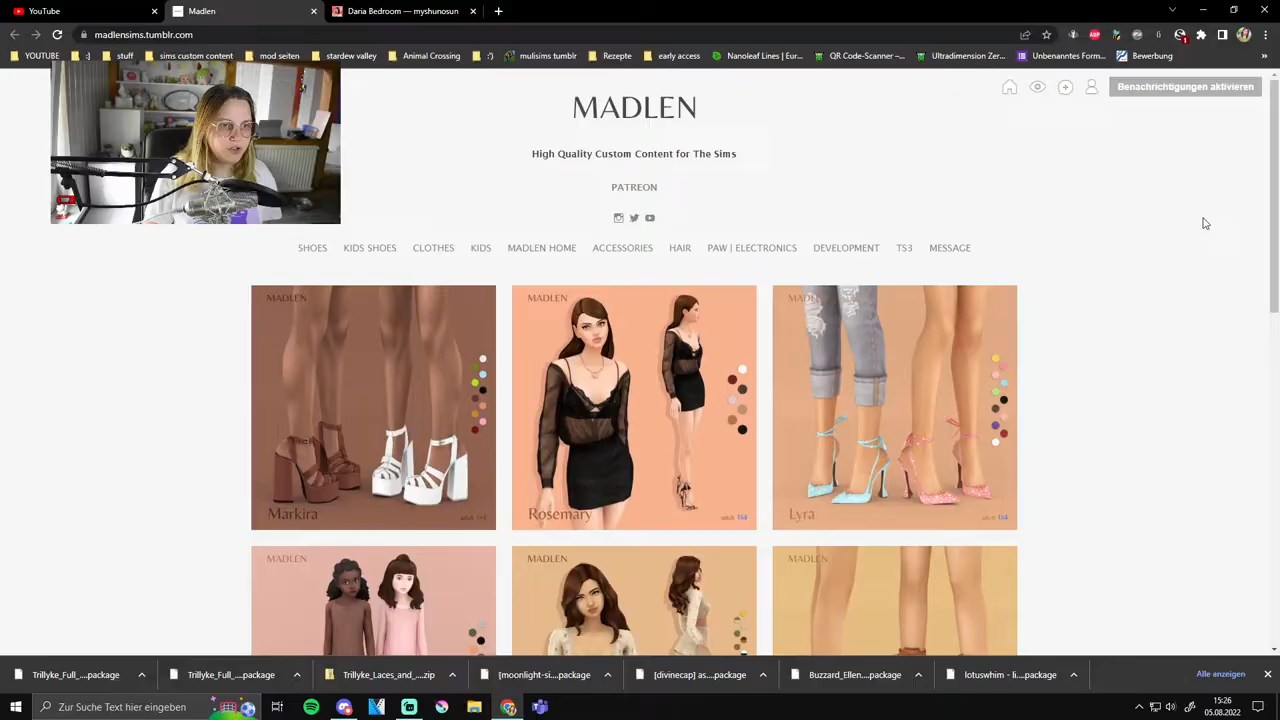 YouTube
Madlen
Daria Bedroom — myshunosun
madlensims.tumblr.com
YOUTUBE
:)
stuff
sims custom content
mod seiten
stardew valley
Animal Crossing
:)
mulisims tumblr
Rezepte
early access
Nanoleaf Lines | Eur...
QR Code-Scanner –...
Ultradimension Zer...
Unbenanntes Form...
Bewerbung
Benachrichtigungen aktivieren
MADLEN
High Quality Custom Content for The Sims
PATREON
SHOES KIDS SHOES CLOTHES KIDS MADLEN HOME ACCESSORIES HAIR PAW | ELECTRONICS DEVELOPMENT TS3 MESSAGE
MADLEN
Markira
MADLEN
Rosemary
adult ts4
MADLEN
Lyra
MADLEN
MADLEN
MADLEN
Trillyke_Full_....package
Trillyke_Full_....package
Trillyke_Laces_and_....zip
[moonlight-si....package
[divinecap] as....package
Buzzard_Ellen....package
lotuswhim - li....package
Alle anzeigen
Zur Suche Text hier eingeben
15:26
05.08.2022